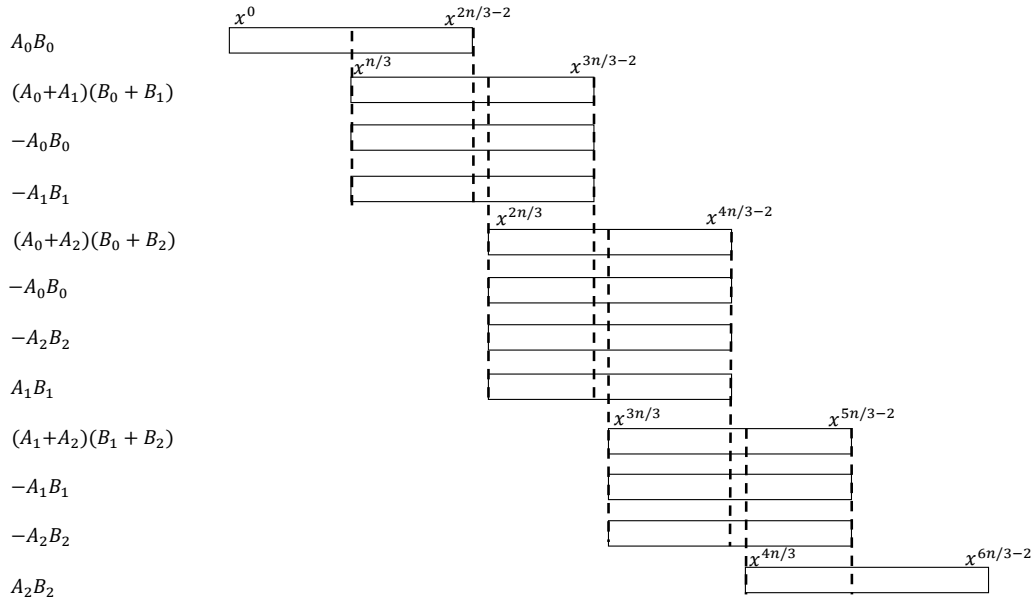 x^0 x^{2n/3-2}
A_0B_0
x^{n/3} x^{3n/3-2}
(A_0+A_1)(B_0 + B_1)
-A_0B_0
-A_1B_1
x^{2n/3} x^{4n/3-2}
(A_0+A_2)(B_0 + B_2)
-A_0B_0
-A_2B_2
A_1B_1
x^{3n/3} x^{5n/3-2}
(A_1+A_2)(B_1 + B_2)
-A_1B_1
-A_2B_2
x^{4n/3} x^{6n/3-2}
A_2B_2